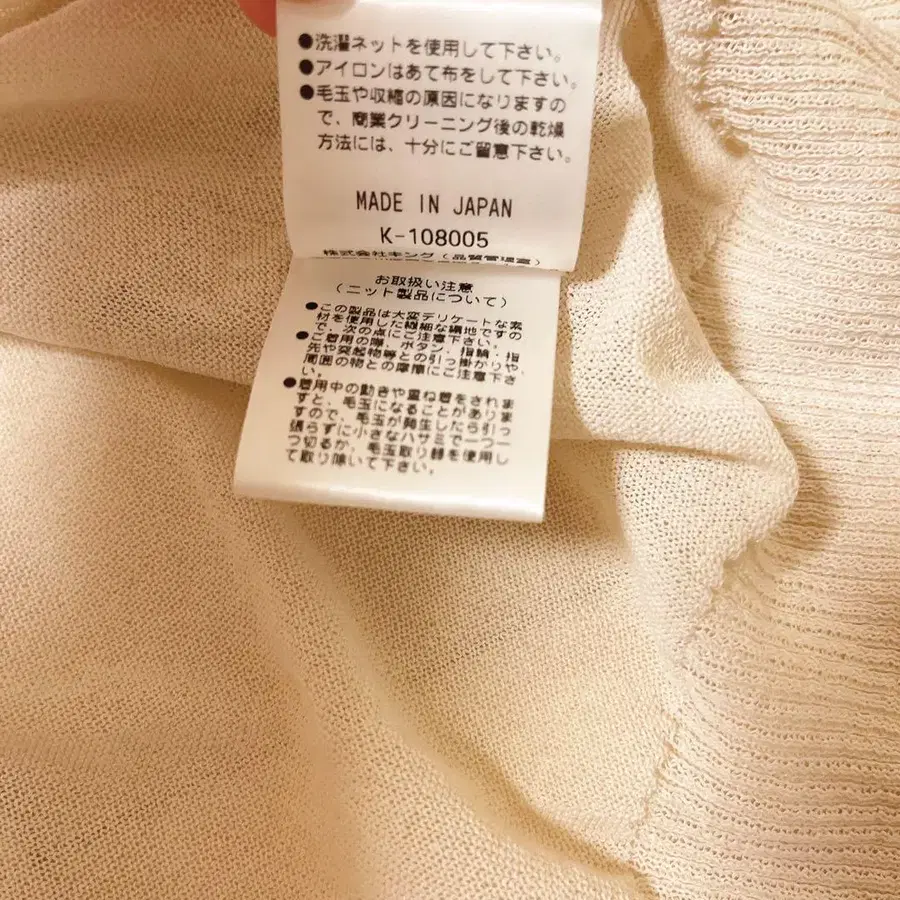 ●洗濯ネットを使用して下さい。
●アイロンはあて布をして下さい。
●毛玉や収縮の原因になりますの
で、商業クリーニング後の乾燥
方法には、十分にご留意下さい。
MADE IN JAPAN
K-108005
株式会社キング(品質管理室)
お取扱い注意
(ニット製品について)
●この製品は大変デリケートな素
材を使用した繊細な編地ですの
で、次の点にご注意下さい。
●ご着用の際、ボタン、指輪、指
先や突起物等との引っ掛かりや、
周囲の物との摩擦にご注意下さ
い。
●着用中の動きや重ね着をされま
すと、毛玉になることがありま
すので、毛玉が発生したら引っ
張らずに小さなハサミで一つ一
つ切るか、毛玉取り器を使用し
て取り除いて下さい。